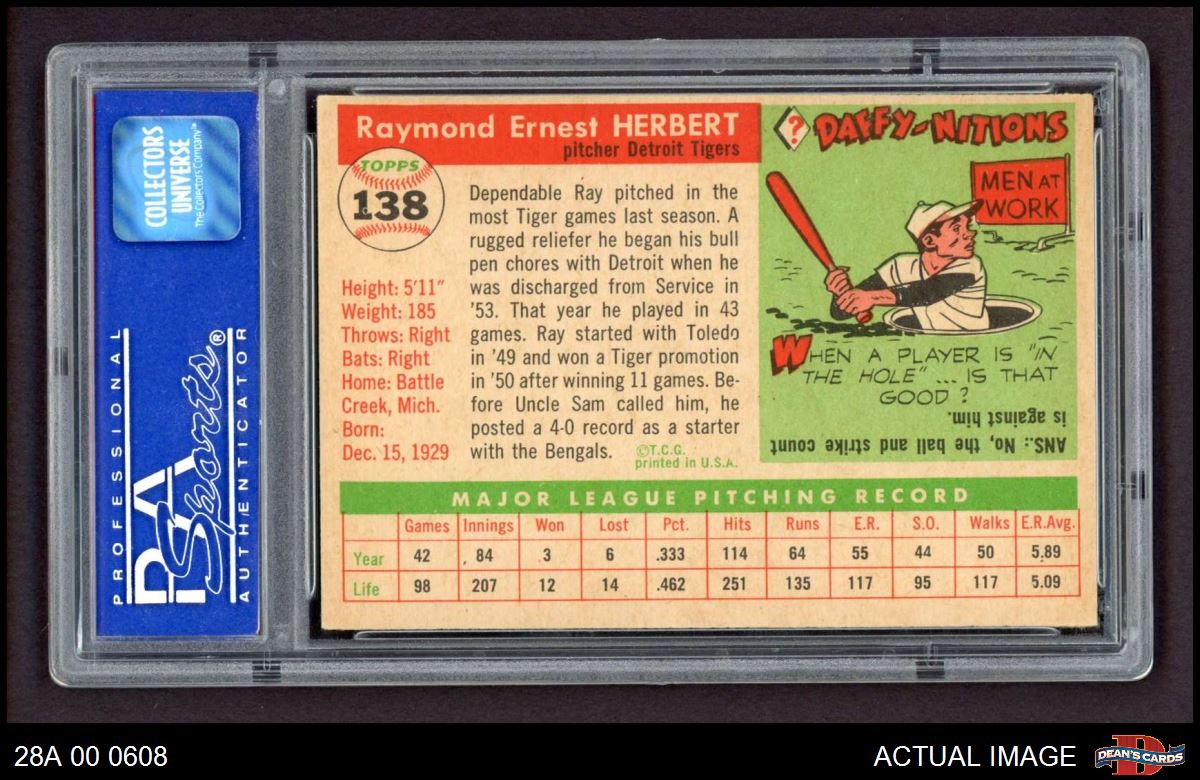 COLLECTORS
UNIVERSE
The Collectors Company™
PROFESSIONAL
PSA
Sports®
AUTHENTICATOR
Raymond Ernest HERBERT
pitcher Detroit Tigers
TOPPS
138
Height: 5'11"
Weight: 185
Throws: Right
Bats: Right
Home: Battle
Creek, Mich.
Born:
Dec. 15, 1929
Dependable Ray pitched in the
most Tiger games last season. A
rugged reliefer he began his bull
pen chores with Detroit when he
was discharged from Service in
'53. That year he played in 43
games. Ray started with Toledo
in '49 and won a Tiger promotion
in '50 after winning 11 games. Be-
fore Uncle Sam called him, he
posted a 4-0 record as a starter
with the Bengals.
©T.C.G.
printed in U.S.A.
?
DAFFY-NITIONS
MEN AT
WORK
WHEN A PLAYER IS "IN
THE HOLE" ... IS THAT
GOOD?
ANS.: No, the ball and strike count
is against him.
MAJOR LEAGUE PITCHING RECORD
Games Innings Won Lost Pct. Hits Runs E.R. S.O. Walks E.R.Avg.
Year 42 84 3 6 .333 114 64 55 44 50 5.89
Life 98 207 12 14 .462 251 135 117 95 117 5.09
28A 00 0608
ACTUAL IMAGE
DEAN'S CARDS